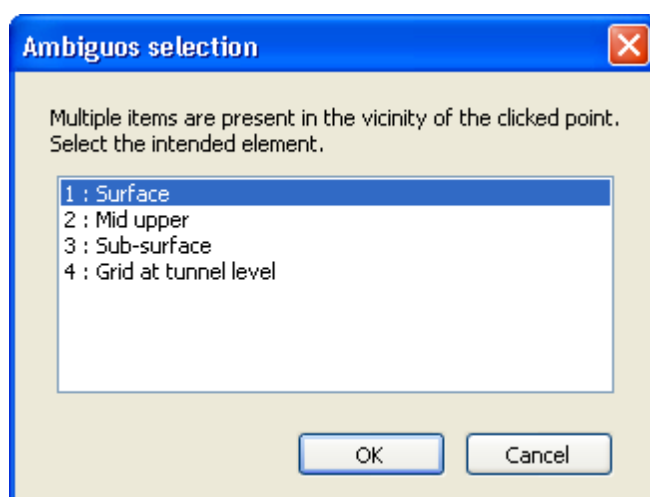 Ambiguos selection
Multiple items are present in the vicinity of the clicked point.
Select the intended element.
1 : Surface
2 : Mid upper
3 : Sub-surface
4 : Grid at tunnel level
OK
Cancel